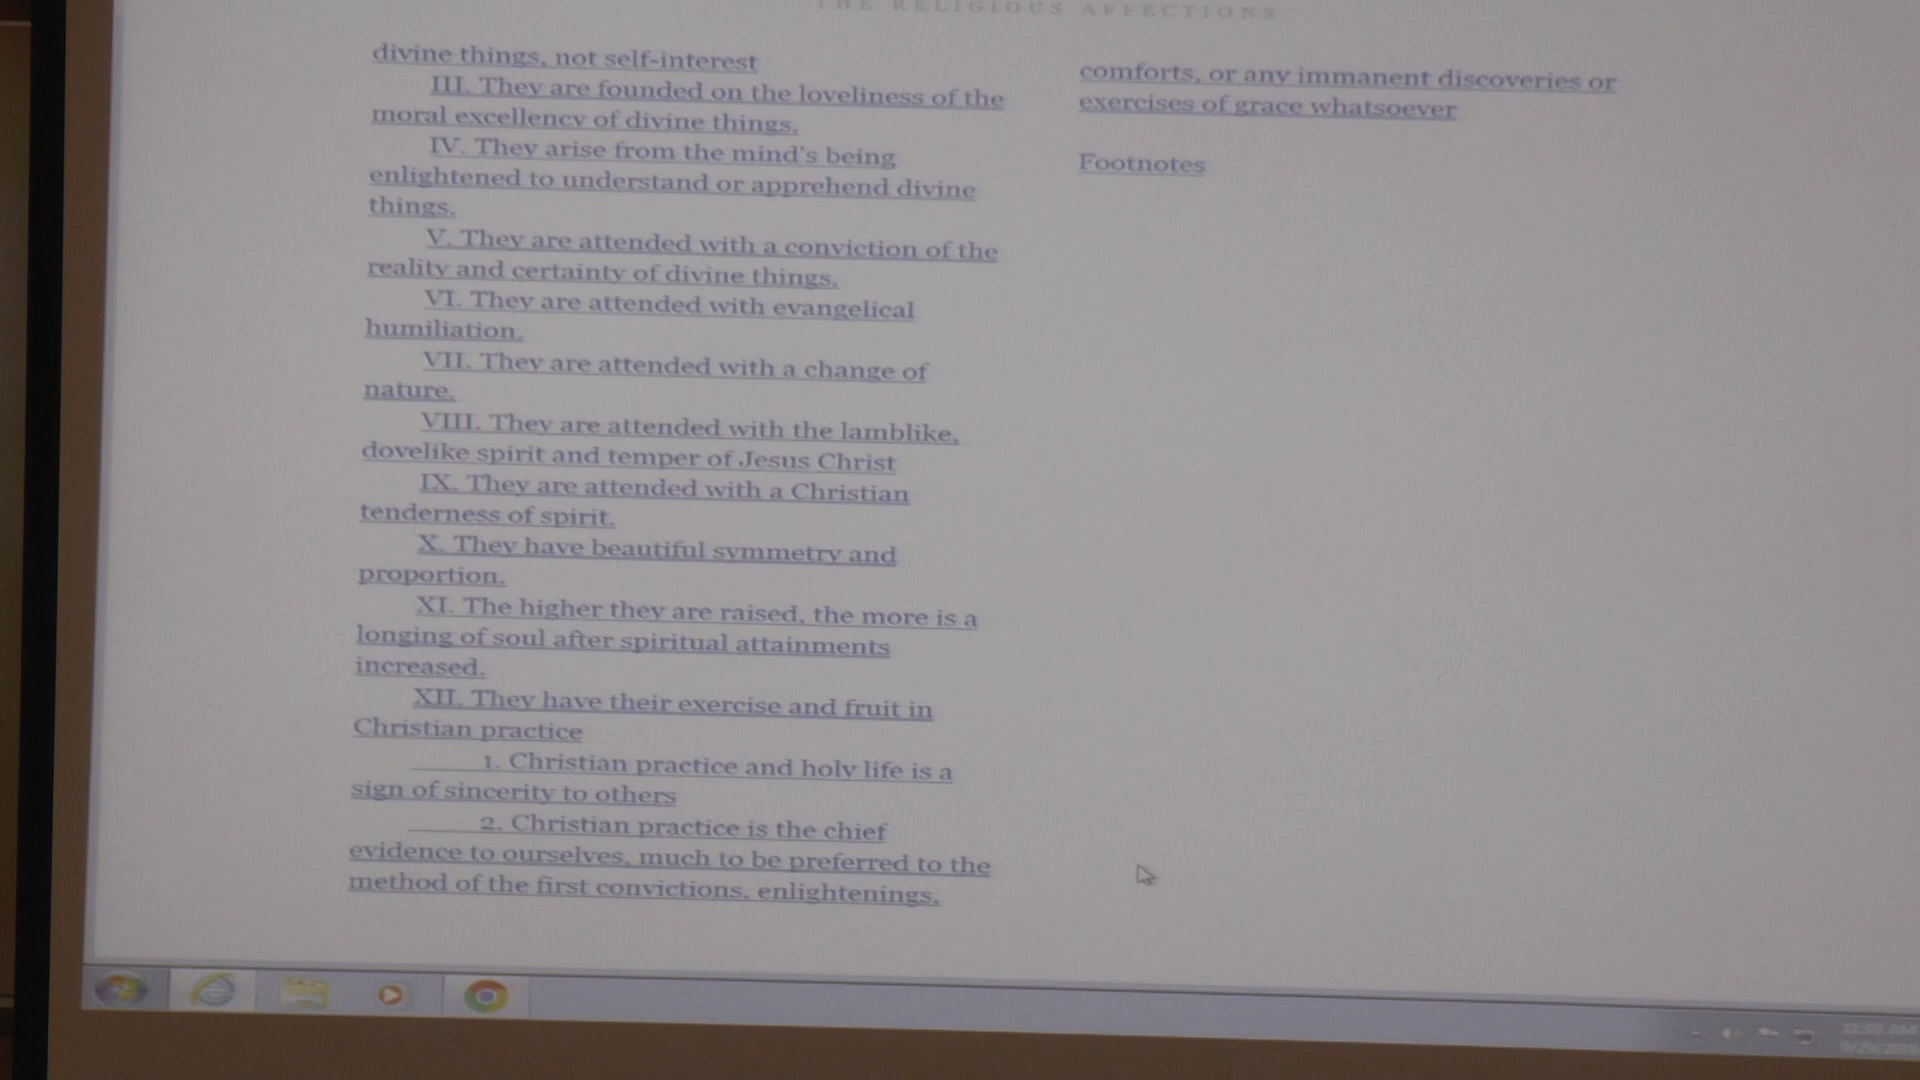 THE RELIGIOUS AFFECTIONS
divine things, not self-interest
III. They are founded on the loveliness of the
moral excellency of divine things.
IV. They arise from the mind's being
enlightened to understand or apprehend divine
things.
V. They are attended with a conviction of the
reality and certainty of divine things.
VI. They are attended with evangelical
humiliation.
VII. They are attended with a change of
nature.
VIII. They are attended with the lamblike,
dovelike spirit and temper of Jesus Christ
IX. They are attended with a Christian
tenderness of spirit.
X. They have beautiful symmetry and
proportion.
XI. The higher they are raised, the more is a
longing of soul after spiritual attainments
increased.
XII. They have their exercise and fruit in
Christian practice
1. Christian practice and holy life is a
sign of sincerity to others
2. Christian practice is the chief
evidence to ourselves, much to be preferred to the
method of the first convictions, enlightenings,
comforts, or any immanent discoveries or
exercises of grace whatsoever
Footnotes